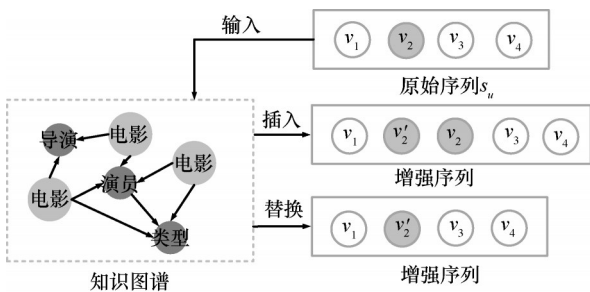 输入
v1 v2 v3 v4
原始序列su
导演 电影
电影
演员
电影
类型
知识图谱
插入
v1 v2′ v2 v3 v4
增强序列
替换
v1 v2′ v3 v4
增强序列